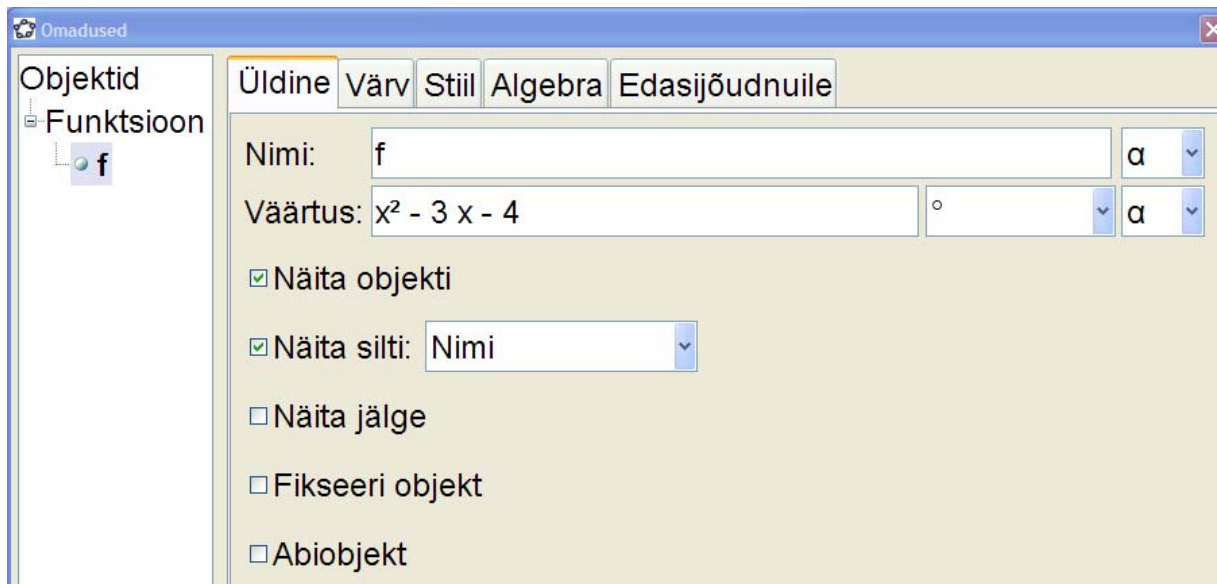 Omadused
Objektid
Funktsioon
f
Üldine Värv Stiil Algebra Edasijõudnuile
Nimi: f α
Väärtus: x² - 3 x - 4 ° α
Näita objekti
Näita silti: Nimi
Näita jälge
Fikseeri objekt
Abiobjekt